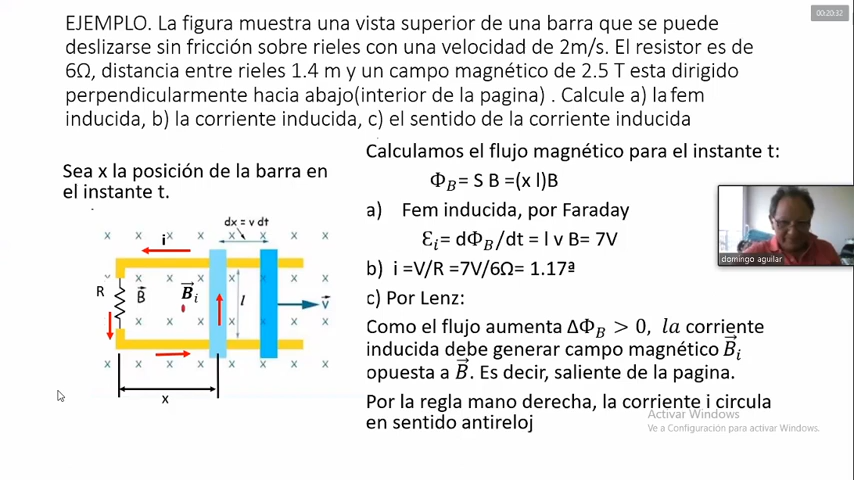 00:20:32
EJEMPLO. La figura muestra una vista superior de una barra que se puede
deslizarse sin fricción sobre rieles con una velocidad de 2m/s. El resistor es de
6Ω, distancia entre rieles 1.4 m y un campo magnético de 2.5 T esta dirigido
perpendicularmente hacia abajo(interior de la pagina) . Calcule a) la fem
inducida, b) la corriente inducida, c) el sentido de la corriente inducida
Sea x la posición de la barra en
el instante t.
dx = v dt
i
R
B⃗
B⃗i
l
v⃗
x
Calculamos el flujo magnético para el instante t:
Φ_B= S B =(x l)B
a) Fem inducida, por Faraday
Ɛ_i= dΦ_B/dt = l v B= 7V
b) i =V/R =7V/6Ω= 1.17ª
c) Por Lenz:
Como el flujo aumenta ΔΦ_B > 0, la corriente
inducida debe generar campo magnético B⃗_i
opuesta a B⃗. Es decir, saliente de la pagina.
Por la regla mano derecha, la corriente i circula
en sentido antireloj
domingo aguilar
Activar Windows
Ve a Configuración para activar Windows.